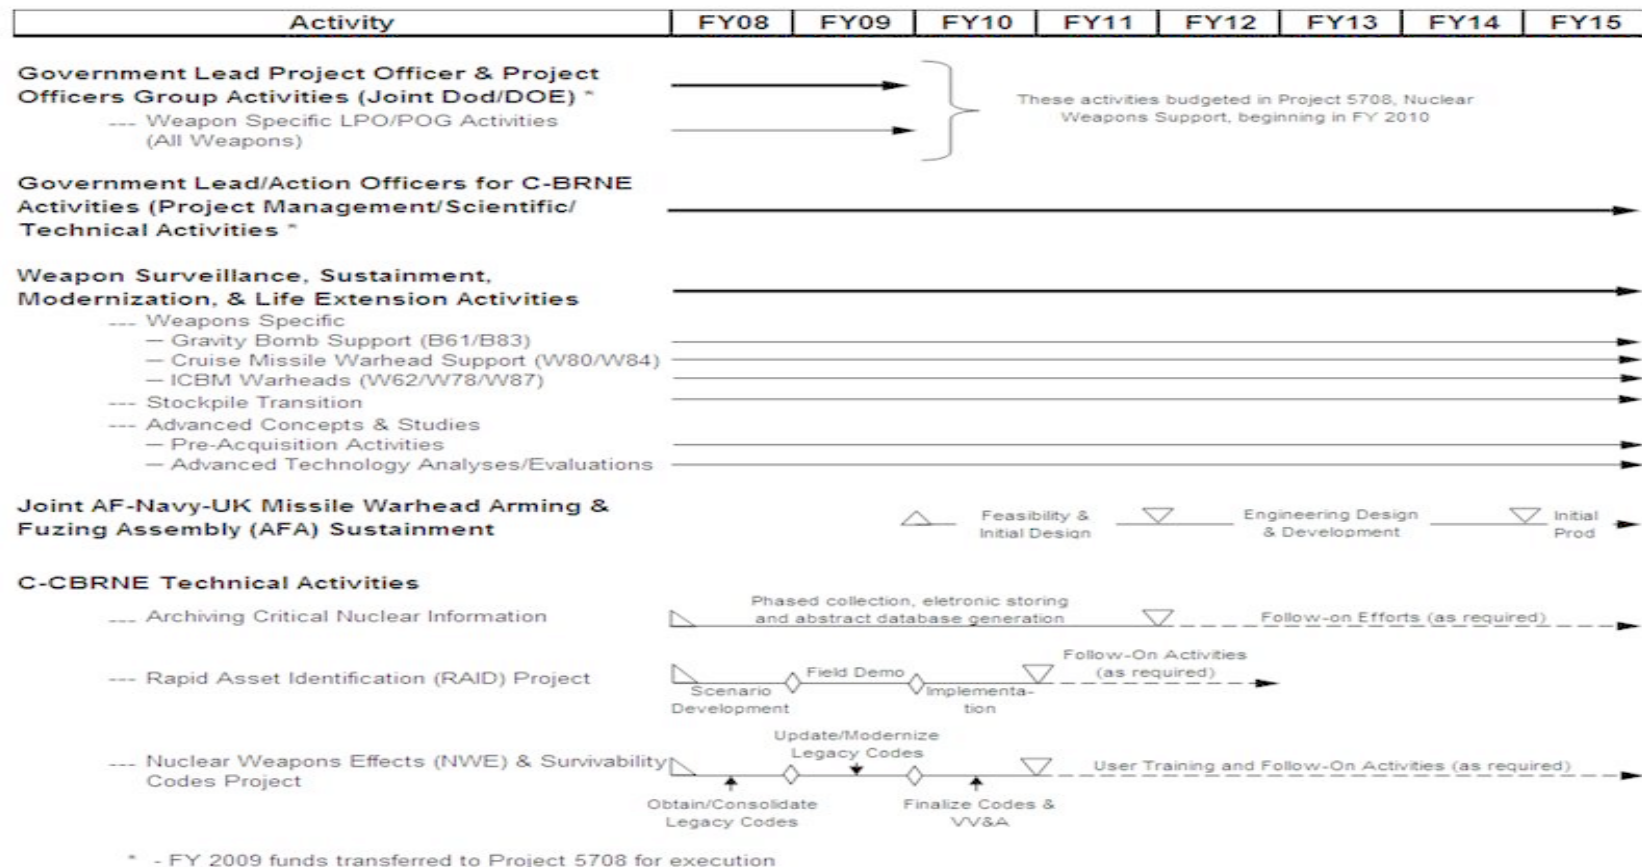 Activity FY08 FY09 FY10 FY11 FY12 FY13 FY14 FY15
Government Lead Project Officer & Project
Officers Group Activities (Joint Dod/DOE) *
--- Weapon Specific LPO/POG Activities
(All Weapons)
These activities budgeted in Project 5708, Nuclear
Weapons Support, beginning in FY 2010
Government Lead/Action Officers for C-BRNE
Activities (Project Management/Scientific/
Technical Activities *
Weapon Surveillance, Sustainment,
Modernization, & Life Extension Activities
--- Weapons Specific
— Gravity Bomb Support (B61/B83)
— Cruise Missile Warhead Support (W80/W84)
— ICBM Warheads (W62/W78/W87)
--- Stockpile Transition
--- Advanced Concepts & Studies
— Pre-Acquisition Activities
— Advanced Technology Analyses/Evaluations
Joint AF-Navy-UK Missile Warhead Arming &
Fuzing Assembly (AFA) Sustainment
Feasibility &
Initial Design
Engineering Design
& Development
Initial
Prod
C-CBRNE Technical Activities
--- Archiving Critical Nuclear Information
Phased collection, eletronic storing
and abstract database generation
Follow-on Efforts (as required)
--- Rapid Asset Identification (RAID) Project
Scenario
Development
Field Demo
Implementa-
tion
Follow-On Activities
(as required)
--- Nuclear Weapons Effects (NWE) & Survivability
Codes Project
Update/Modernize
Legacy Codes
User Training and Follow-On Activities (as required)
Obtain/Consolidate
Legacy Codes
Finalize Codes &
VV&A
* - FY 2009 funds transferred to Project 5708 for execution